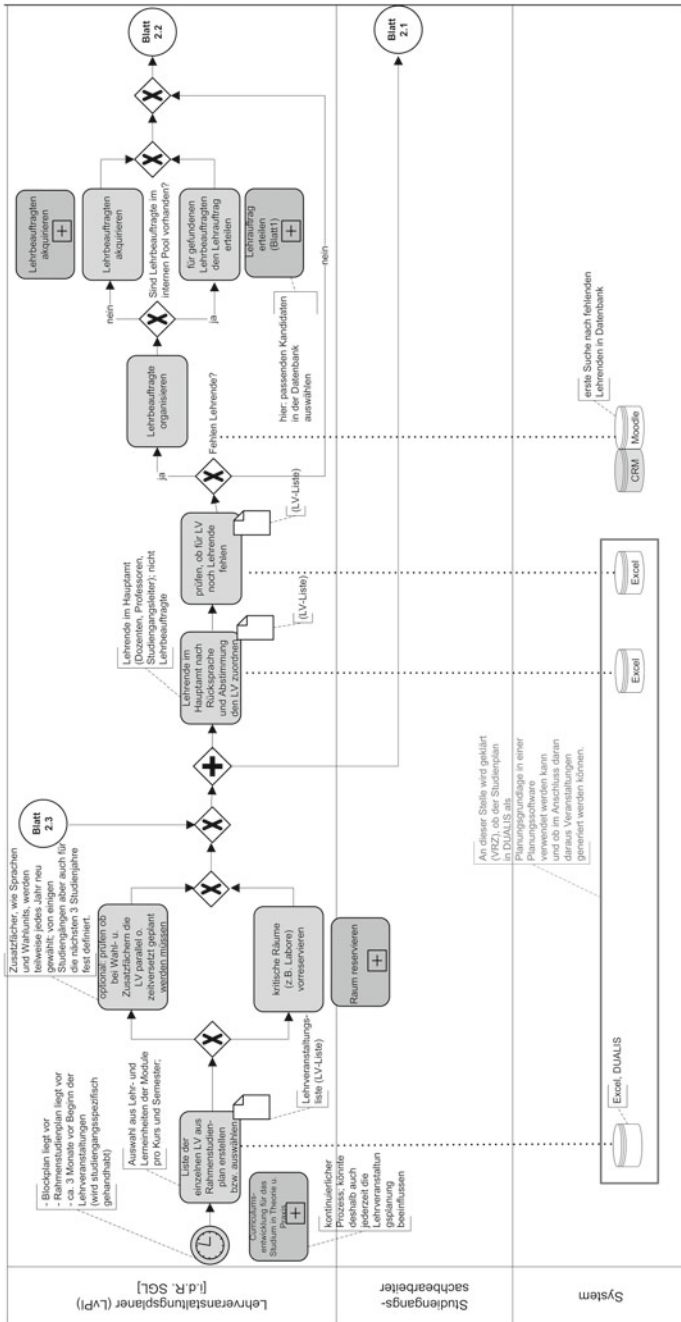 Lehrveranstaltungsplaner (LvPl)
[i.d.R. SGL]
- Blockplan liegt vor
- Rahmenstudienplan liegt vor
- ca. 3 Monate vor Beginn der
Lehrveranstaltungen
(wird studiengangsspezifisch
gehandhabt)
Auswahl aus Lehr- und
Lerneinheiten der Module
pro Kurs und Semester;
Liste der
einzelnen LV aus
Rahmenstudien-
plan erstellen
bzw. auswählen
Curriculums-
entwicklung für das
Studium in Theorie u.
Praxis
kontinuierlicher
Prozess; könnte
deshalb auch
jederzeit die
Lehrveranstaltun
gsplanung
beeinflussen
Lehrveranstaltungs-
liste (LV-Liste)
Zusatzfächer, wie Sprachen
und Wahlunits, werden
teilweise jedes Jahr neu
gewählt; von einigen
Studiengängen aber auch für
die nächsten 3 Studienjahre
fest definiert.
optional: prüfen ob
bei Wahl- u.
Zusatzfächern die
LV parallel o.
zeitversetzt geplant
werden müssen
kritische Räume
(z.B. Labore)
vorreservieren
Raum reservieren
Blatt
2.3
Lehrende im Hauptamt
(Dozenten, Professoren,
Studiengangsleiter); nicht
Lehrbeauftragte
Lehrende im
Hauptamt nach
Rücksprache
und Abstimmung
den LV zuordnen
(LV-Liste)
prüfen, ob für LV
noch Lehrende
fehlen
(LV-Liste)
Fehlen Lehrende?
ja
nein
Lehrbeauftragte
organisieren
Sind Lehrbeauftragte im
internen Pool vorhanden?
nein
ja
Lehrbeauftragten
akquirieren
Lehrbeauftragten
akquirieren
für gefundenen
Lehrbeauftragten
den Lehrauftrag
erteilen
Lehrauftrag
erteilen
(Blatt1)
hier: passenden Kandidaten
in der Datenbank
auswählen
Blatt
2.2
Studiengangs-
sachbearbeiter
Blatt
2.1
System
Excel, DUALIS
An dieser Stelle wird geklärt
(VRZ), ob der Studienplan
in DUALIS als
Planungsgrundlage in einer
Planungssoftware
verwendet werden kann
und ob im Anschluss daran
daraus Veranstaltungen
generiert werden können.
Excel
Excel
CRM
Moodle
erste Suche nach fehlenden
Lehrenden in Datenbank